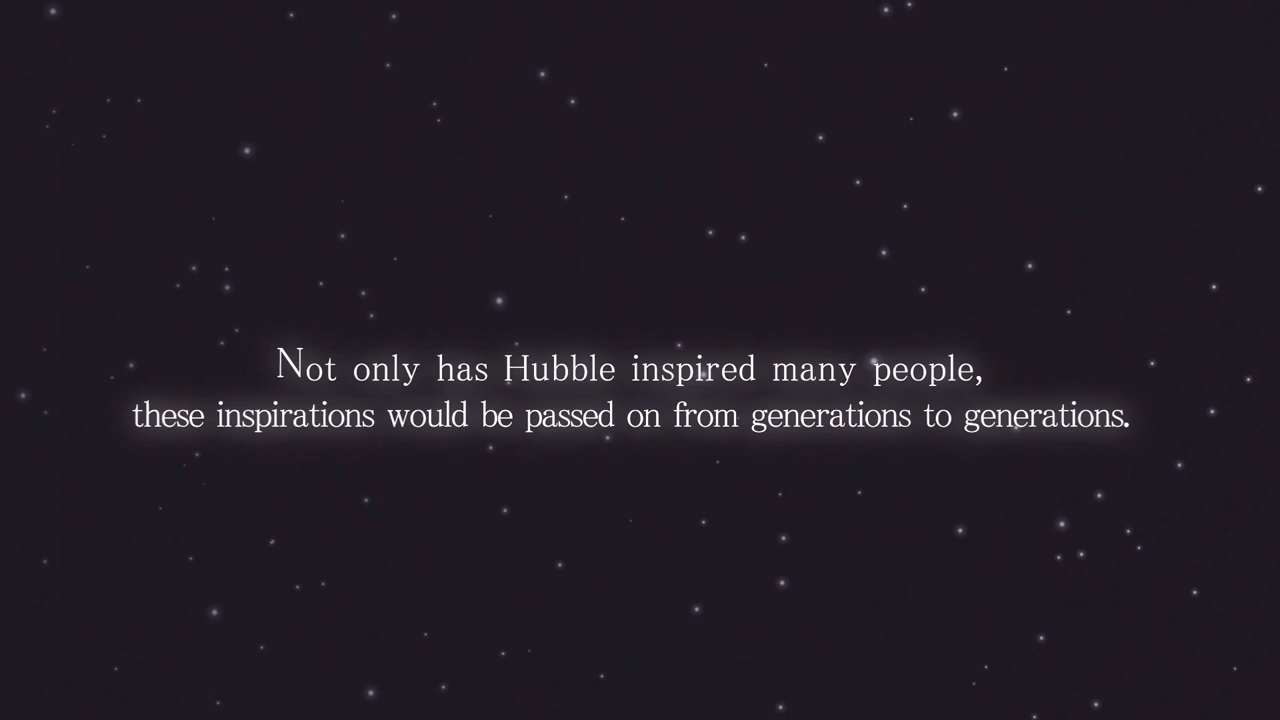 Not only has Hubble inspired many people,
these inspirations would be passed on from generations to generations.